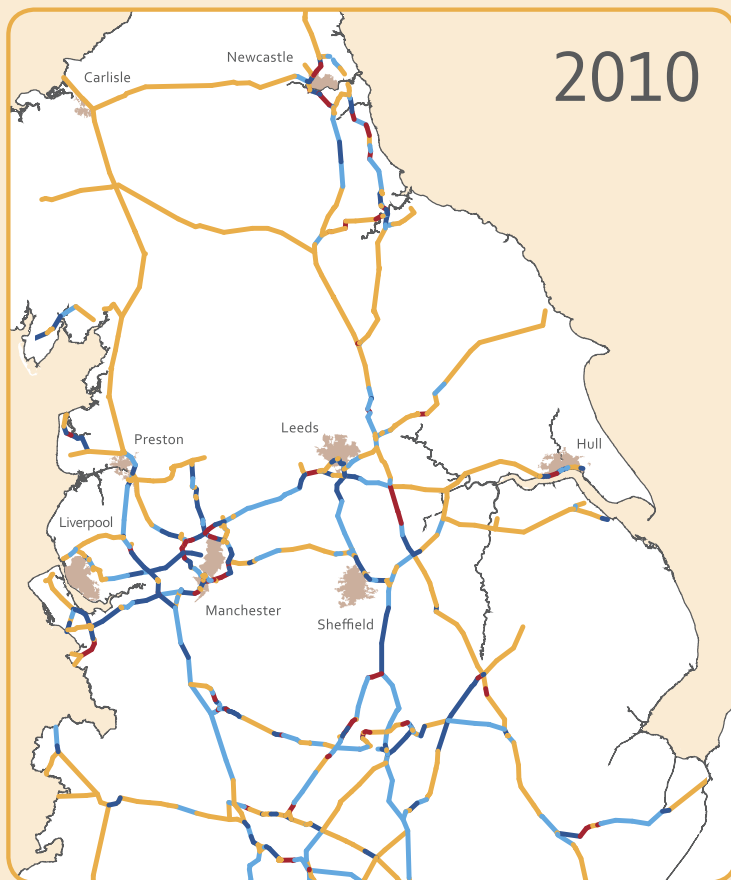 Newcastle
2010
Carlisle
Preston
Leeds
Hull
Liverpool
Manchester
Sheffield